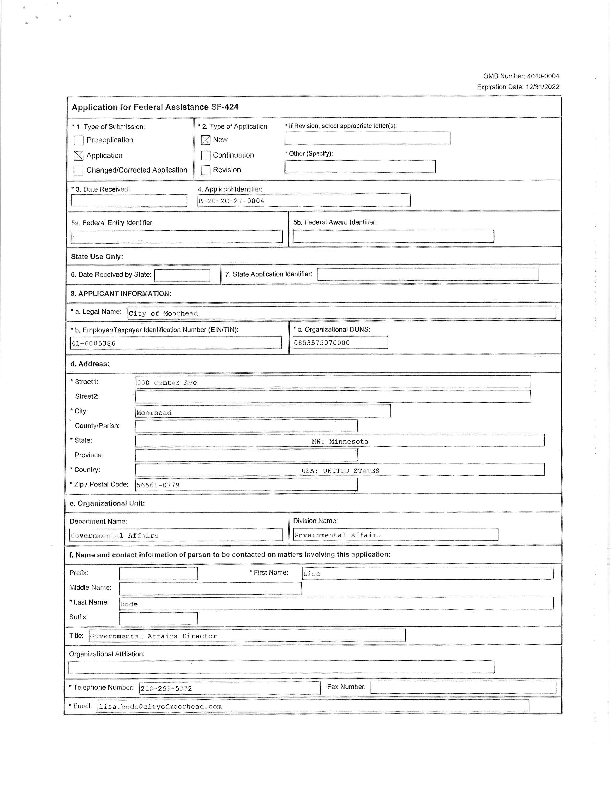 OMB Number: 4040-0004
Expiration Date: 12/31/2022
Application for Federal Assistance SF-424
* 1. Type of Submission: * 2. Type of Application * If Revision, select appropriate letter(s):
Preapplication New
Application Continuation * Other (Specify):
Changed/Corrected Application Revision
* 3. Date Received: 4. Applicant Identifier:
5a. Federal Entity Identifier 5b. Federal Award Identifier:
State Use Only:
6. Date Received by State: 7. State Application Identifier:
8. APPLICANT INFORMATION:
* a. Legal Name: City of Moorhead
* b. Employer/Taxpayer Identification Number (EIN/TIN): * c. Organizational DUNS:
d. Address:
* Street1: Center Ave
Street2:
* City: Moorhead
County/Parish:
* State: MN: Minnesota
Province:
* Country: USA: UNITED STATES
* Zip / Postal Code:
e. Organizational Unit:
Department Name: Division Name:
Governmental Affairs Governmental Affairs
f. Name and contact information of person to be contacted on matters involving this application:
Prefix: * First Name: Lisa
Middle Name:
* Last Name: Bode
Suffix:
Title: Governmental Affairs Director
Organizational Affiliation:
* Telephone Number: Fax Number:
* Email: lisa.bode@cityofmoorhead.com